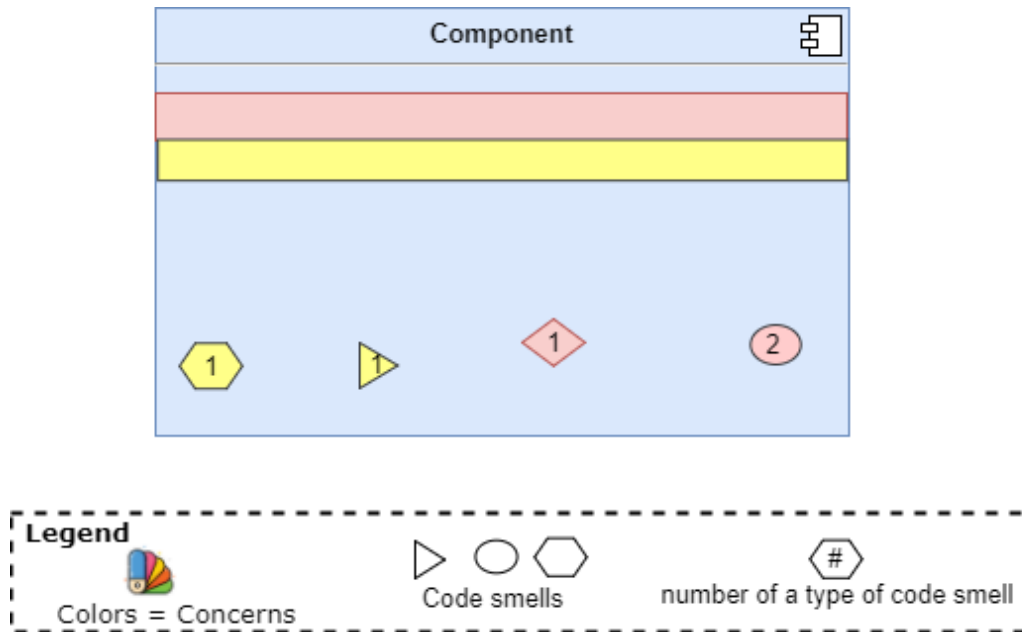 Component
1
1
1
2
Legend
#
Colors = Concerns
Code smells
number of a type of code smell